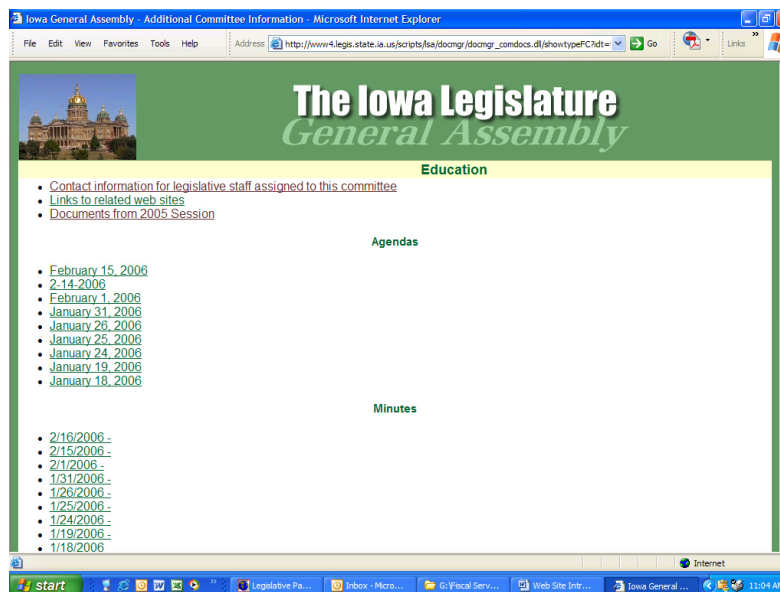 Iowa General Assembly - Additional Committee Information - Microsoft Internet Explorer
File Edit View Favorites Tools Help Address http://www4.legis.state.ia.us/scripts/lsa/docmgr/docmgr_comdocs.dll/showtypeFC?idt= Go Links »
The Iowa Legislature
General Assembly
Education
• Contact information for legislative staff assigned to this committee
• Links to related web sites
• Documents from 2005 Session
Agendas
• February 15, 2006
• 2-14-2006
• February 1, 2006
• January 31, 2006
• January 26, 2006
• January 25, 2006
• January 24, 2006
• January 19, 2006
• January 18, 2006
Minutes
• 2/16/2006 -
• 2/15/2006 -
• 2/1/2006 -
• 1/31/2006 -
• 1/26/2006 -
• 1/25/2006 -
• 1/24/2006 -
• 1/19/2006 -
• 1/18/2006
Internet
start » Legislative Pa... Inbox - Micro... G:\Fiscal Serv... Web Site Intr... Iowa General ... 11:04 AM